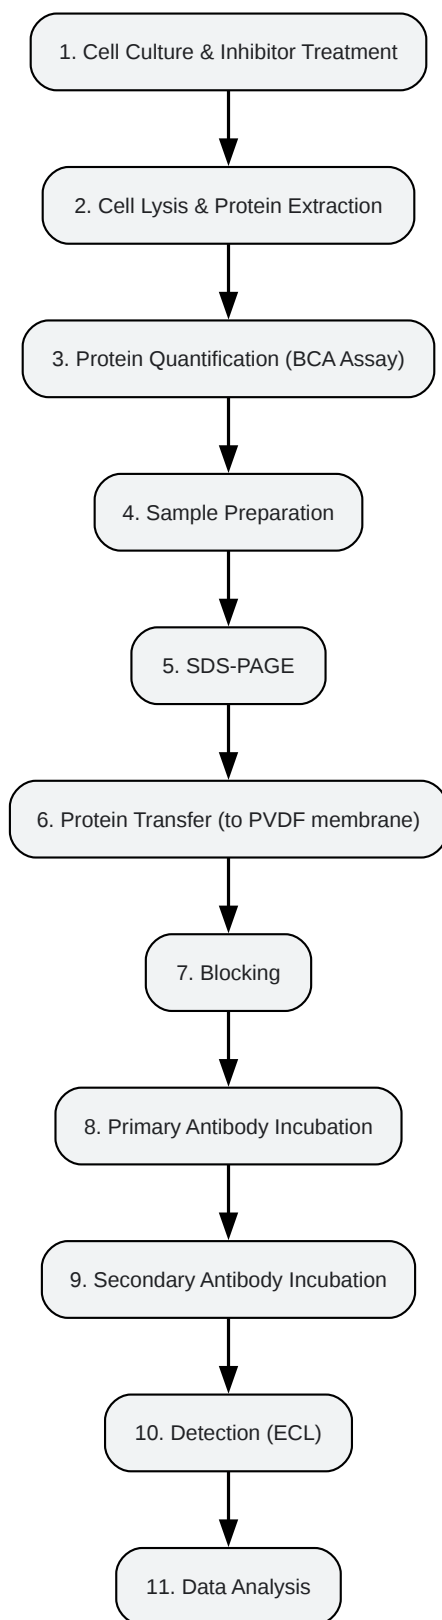 1. Cell Culture & Inhibitor Treatment
2. Cell Lysis & Protein Extraction
3. Protein Quantification (BCA Assay)
4. Sample Preparation
5. SDS-PAGE
6. Protein Transfer (to PVDF membrane)
7. Blocking
8. Primary Antibody Incubation
9. Secondary Antibody Incubation
10. Detection (ECL)
11. Data Analysis